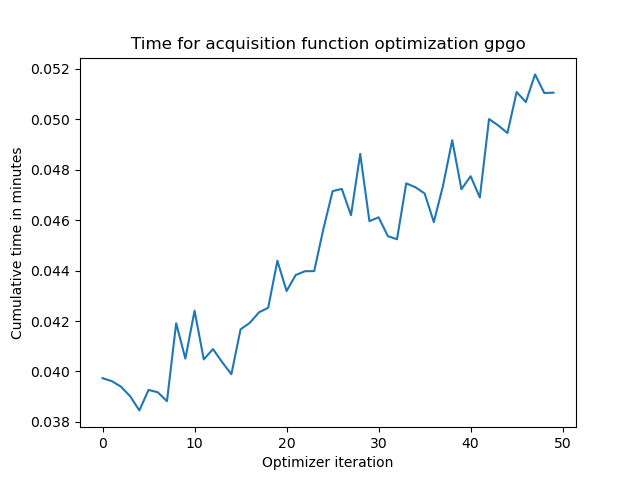 Time for acquisition function optimization gpgo
0.052
0.050
0.048
0.046
0.044
0.042
0.040
0.038
Cumulative time in minutes
0 10 20 30 40 50
Optimizer iteration